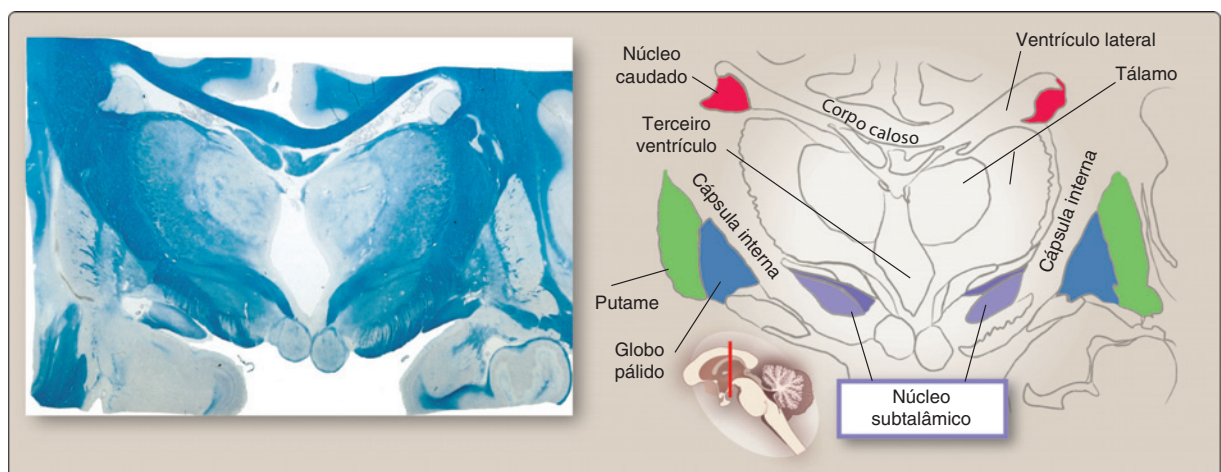 Núcleo
caudado
Ventrículo lateral
Tálamo
Corpo caloso
Terceiro
ventrículo
Cápsula interna
Cápsula interna
Putame
Globo
pálido
Núcleo
subtalâmico